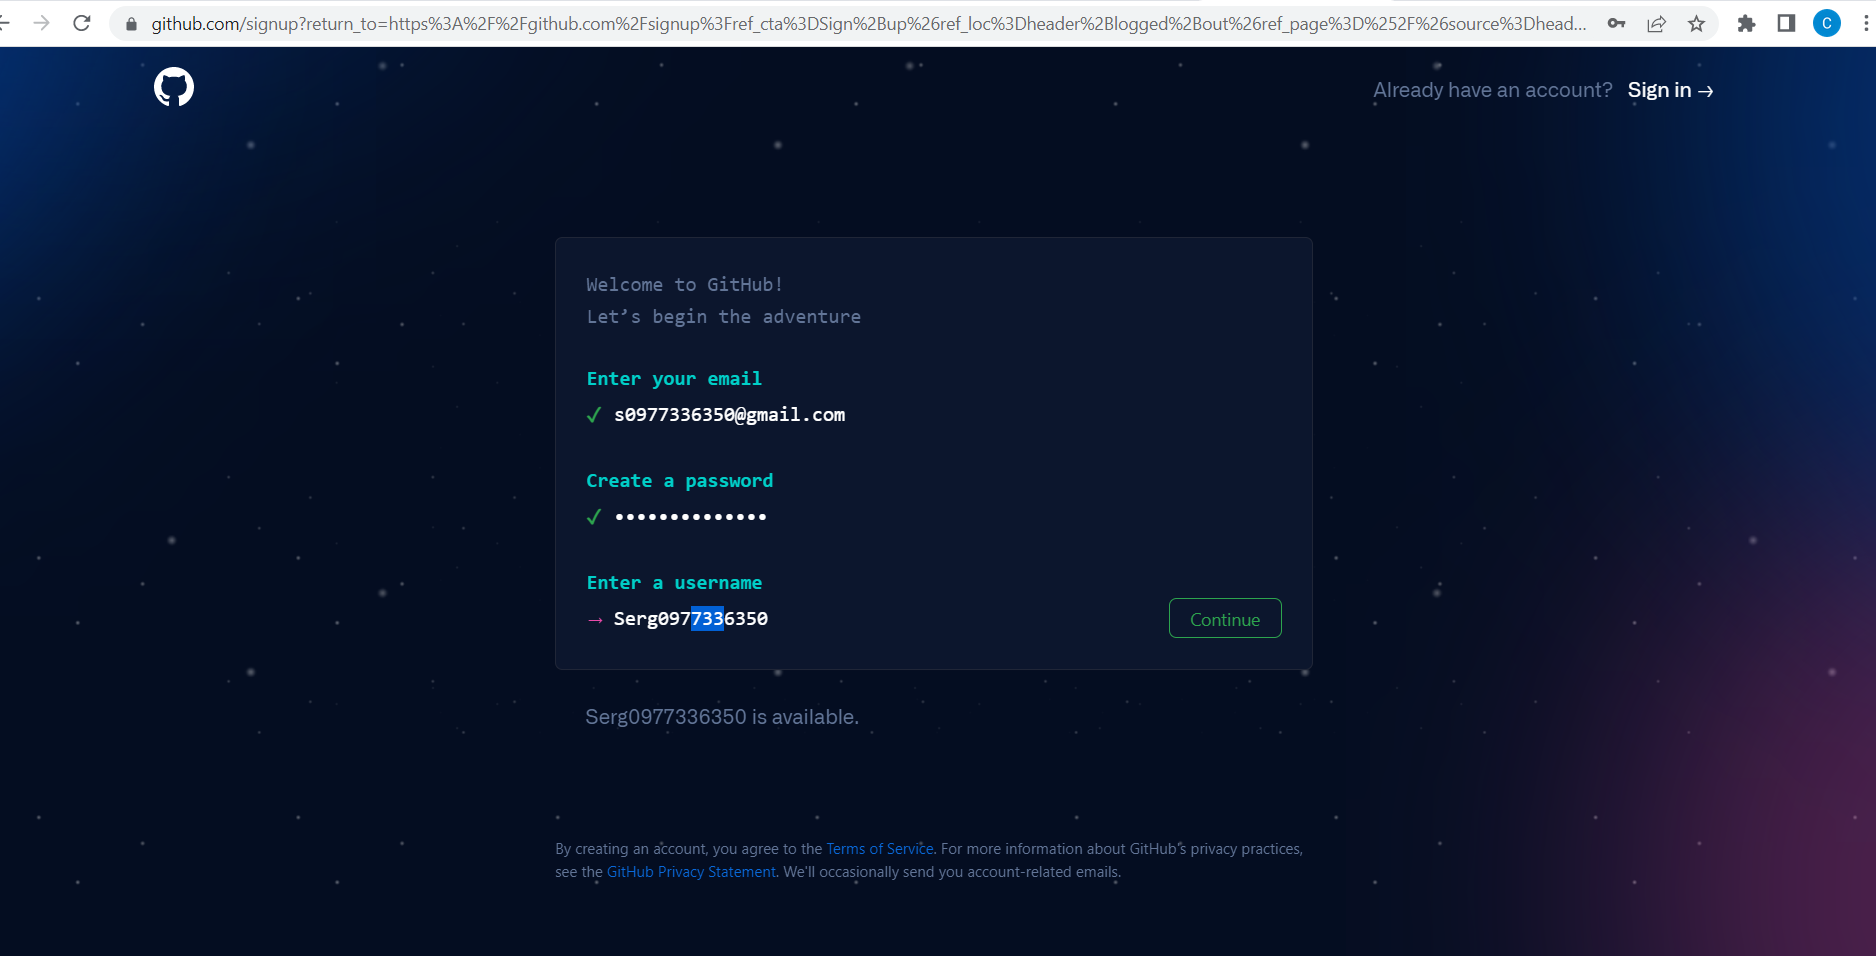 github.com/signup?return_to=https%3A%2F%2Fgithub.com%2Fsignup%3Fref_cta%3DSign%2Bup%26ref_loc%3Dheader%2Blogged%2Bout%26ref_page%3D%252F%26source%3Dhead...
C
Already have an account? Sign in →
Welcome to GitHub!
Let’s begin the adventure
Enter your email
✓ s0977336350@gmail.com
Create a password
✓ ••••••••••••••
Enter a username
→ Serg0977336350
Continue
Serg0977336350 is available.
By creating an account, you agree to the Terms of Service. For more information about GitHub's privacy practices,
see the GitHub Privacy Statement. We'll occasionally send you account-related emails.